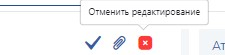 Отменить редактирование
Ат